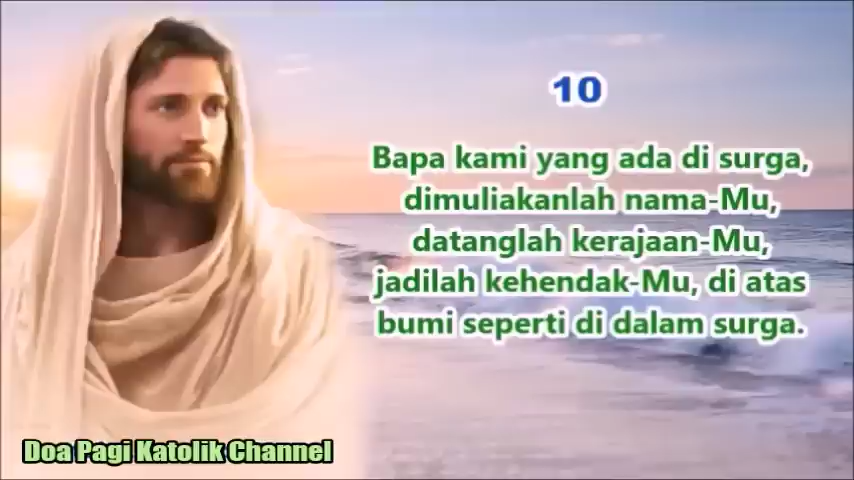 10
Bapa kami yang ada di surga,
dimuliakanlah nama-Mu,
datanglah kerajaan-Mu,
jadilah kehendak-Mu, di atas
bumi seperti di dalam surga.
Doa Pagi Katolik Channel